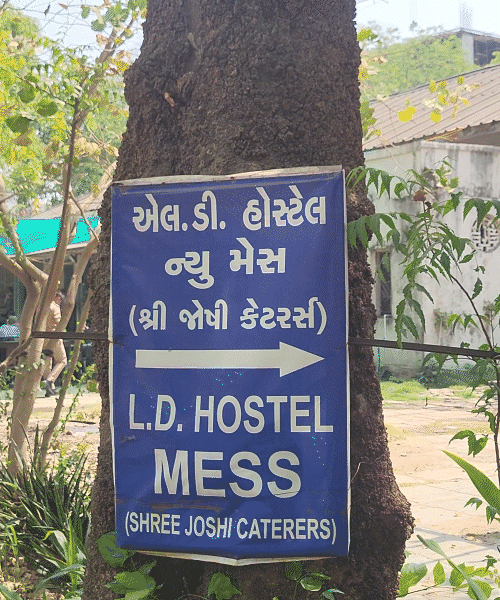 એલ.ડી. હોસ્ટેલ
ન્યુ મેસ
(શ્રી જોષી કેટરર્સ)
L.D. HOSTEL
MESS
(SHREE JOSHI CATERERS)